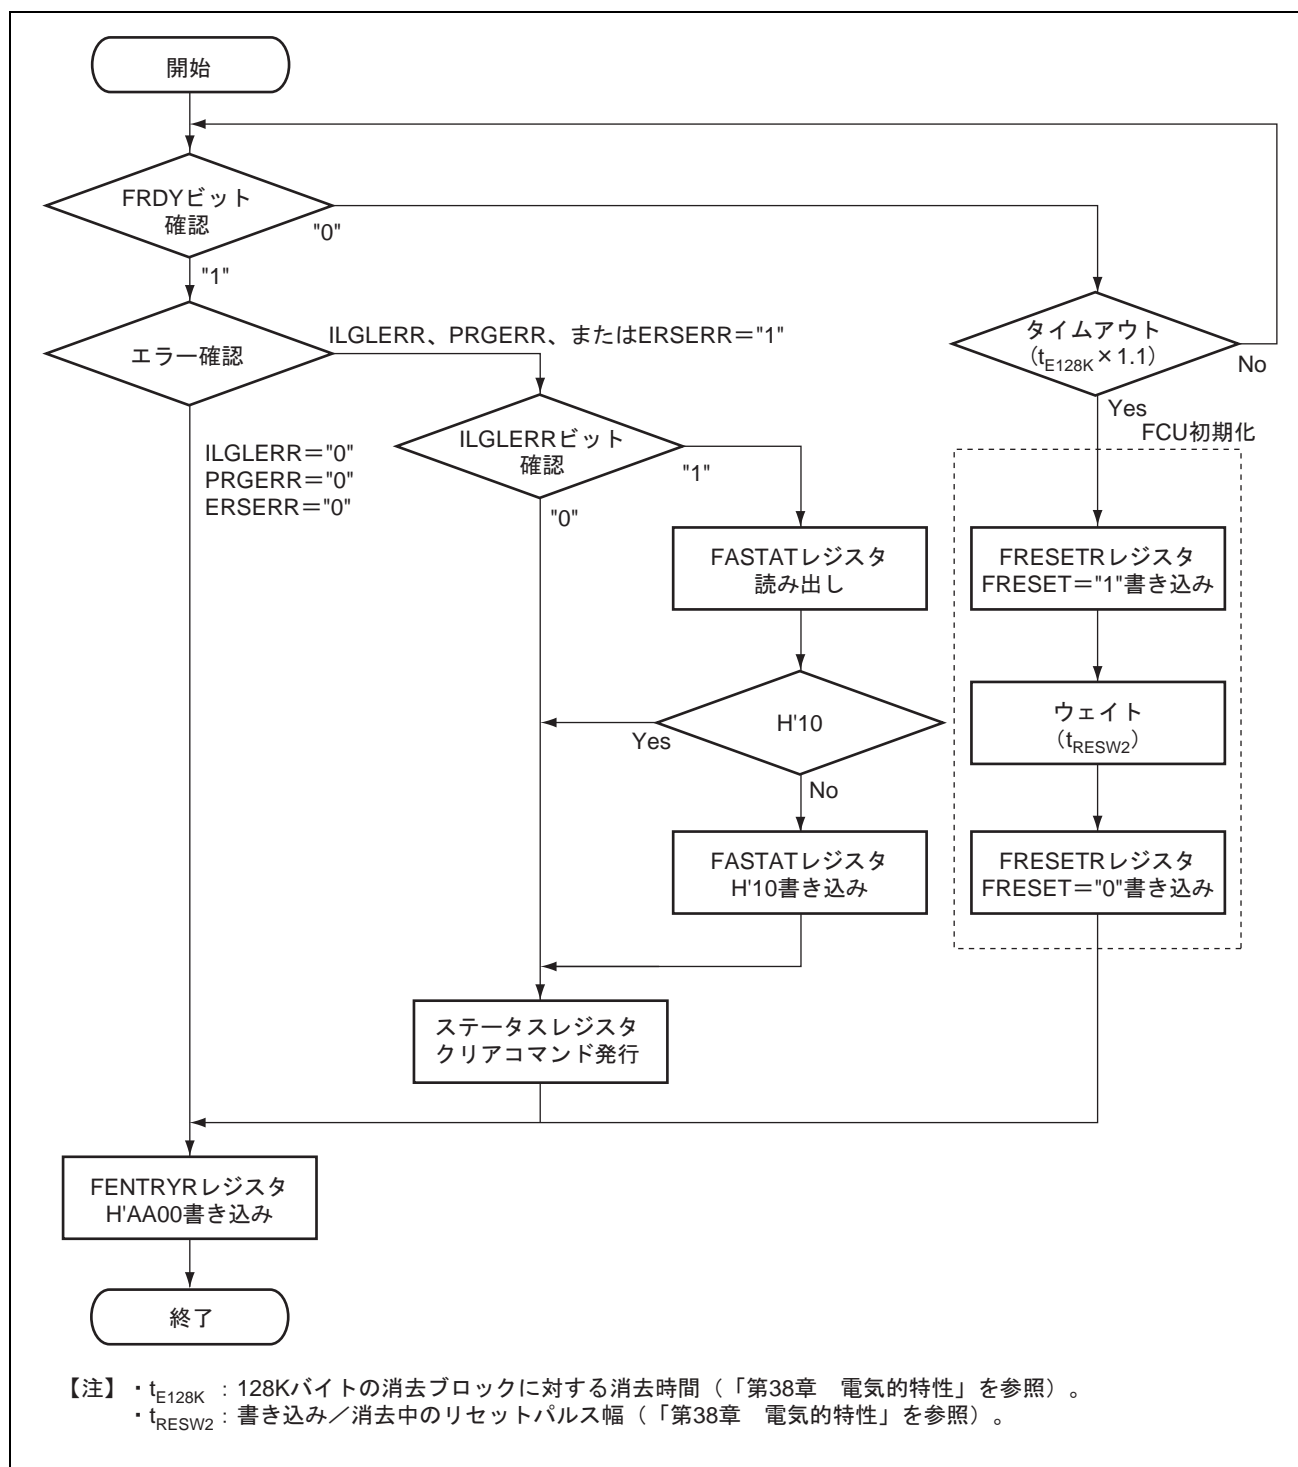 開始
FRDYビット
確認
"0"
"1"
エラー確認
ILGLERR、PRGERR、またはERSERR＝"1"
タイムアウト
（tE128K×1.1）
No
Yes
FCU初期化
ILGLERRビット
確認
"1"
"0"
ILGLERR＝"0"
PRGERR＝"0"
ERSERR＝"0"
FASTATレジスタ
読み出し
FRESETRレジスタ
FRESET＝"1"書き込み
H'10
Yes
No
ウェイト
（tRESW2）
FASTATレジスタ
H'10書き込み
FRESETRレジスタ
FRESET＝"0"書き込み
ステータスレジスタ
クリアコマンド発行
FENTRYRレジスタ
H'AA00書き込み
終了
【注】・tE128K ：128Kバイトの消去ブロックに対する消去時間（「第38章　電気的特性」を参照）。
・tRESW2：書き込み／消去中のリセットパルス幅（「第38章　電気的特性」を参照）。